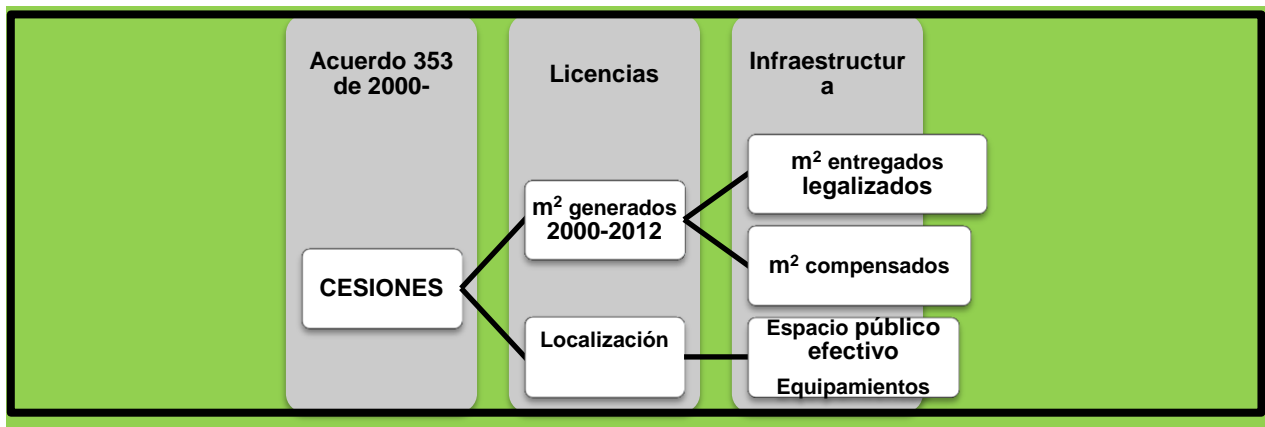 Acuerdo 353
de 2000-
Licencias
Infraestructur
a
CESIONES
m² generados
2000-2012
Localización
m² entregados
legalizados
m² compensados
Espacio público
efectivo
Equipamientos